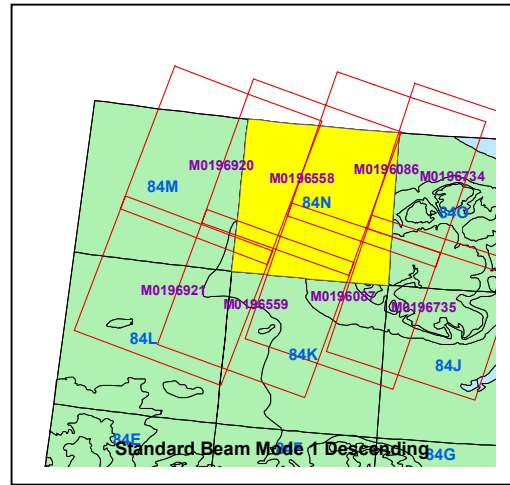 M0196920
M0196558
M0196086
M0196734
84M
84N
84O
M0196921
M0196559
M0196087
M0196735
84L
84K
84J
84E
84F
84G
Standard Beam Mode 1 Descending